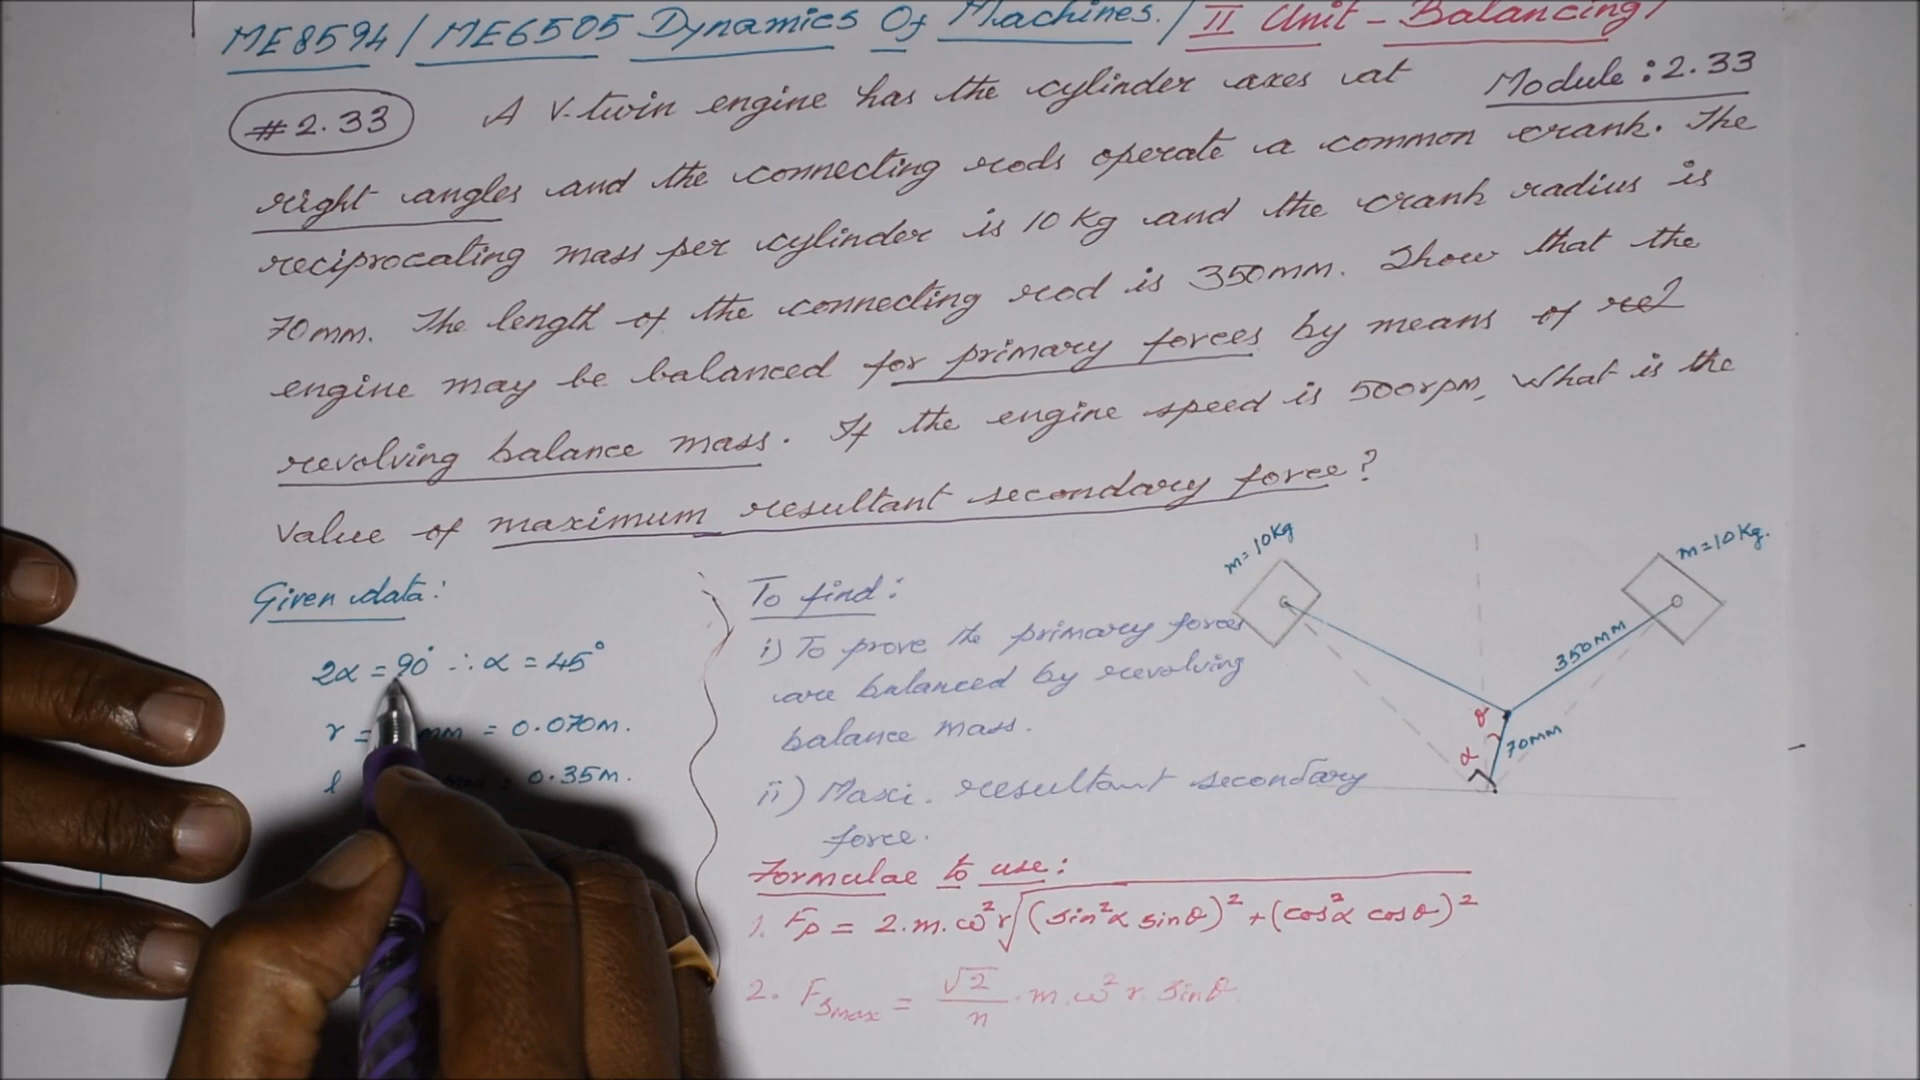 ME8594/ME6505 Dynamics Of Machines./II Unit - Balancing/
Module: 2.33
#2.33 A V-twin engine has the cylinder axes at
right angles and the connecting rods operate a common crank. The
reciprocating mass per cylinder is 10 Kg and the crank radius is
70mm. The length of the connecting rod is 350mm. Show that the
engine may be balanced for primary forces by means of
revolving balance mass. If the engine speed is 500rpm, What is the
value of maximum resultant secondary force?
Given data:
2α = 90° ∴ α = 45°
r = mm = 0.070m.
l 0.35m.
To find:
i) To prove the primary forces
are balanced by revolving
balance mass.
ii) Maxi. resultant secondary
force.
Formulae to use:
1. Fp = 2.m.ω²r√(sin²α sinθ)² + (cos²α cosθ)²
2. FSmax = √2/n . m.ω² r. sinθ
m=10Kg
m=10Kg.
350mm
θ
α
70mm